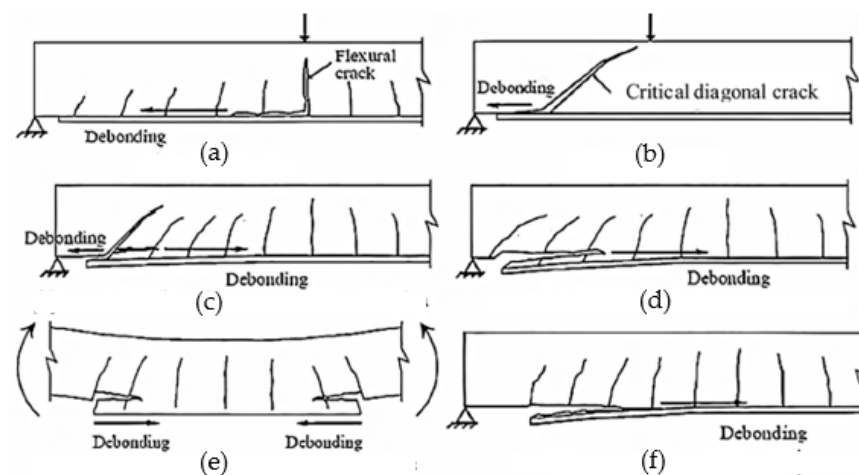 Flexural
crack
Debonding
(a)
Debonding
Critical diagonal crack
(b)
Debonding
Debonding
(c)
Debonding
(d)
Debonding
Debonding
(e)
Debonding
(f)